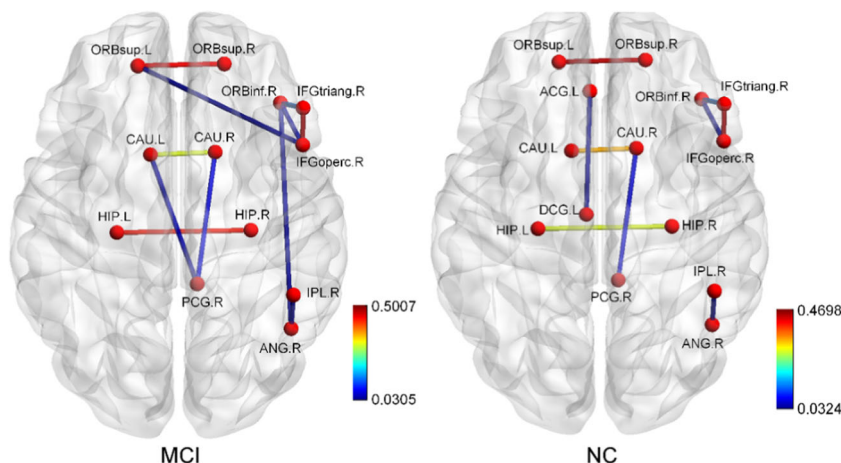 ORBsup.L ORBsup.R
ORBinf.R IFGtriang.R
CAU.L CAU.R
IFGoperc.R
HIP.L HIP.R
PCG.R IPL.R
ANG.R
0.5007
0.0305
MCI
ORBsup.L ORBsup.R
ACG.L ORBinf.R IFGtriang.R
CAU.L CAU.R IFGoperc.R
DCG.L
HIP.L HIP.R
PCG.R IPL.R
ANG.R
0.4698
0.0324
NC